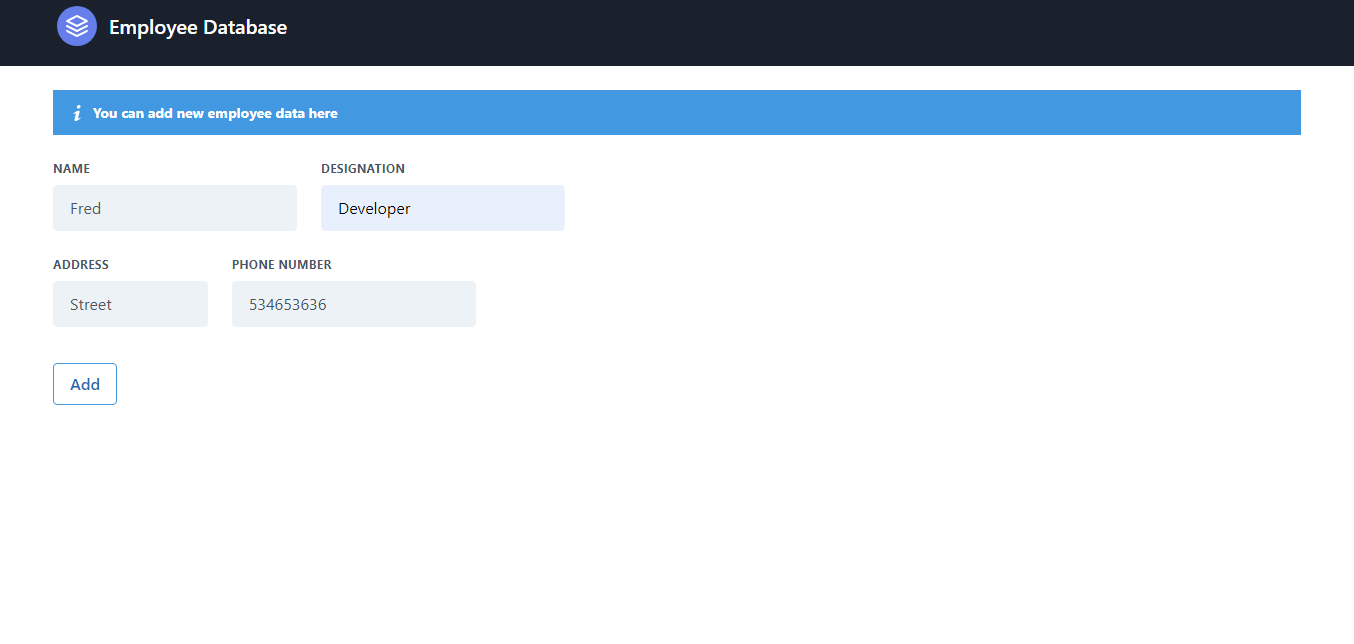 Employee Database
i You can add new employee data here
NAME DESIGNATION
Fred Developer
ADDRESS PHONE NUMBER
Street 534653636
Add